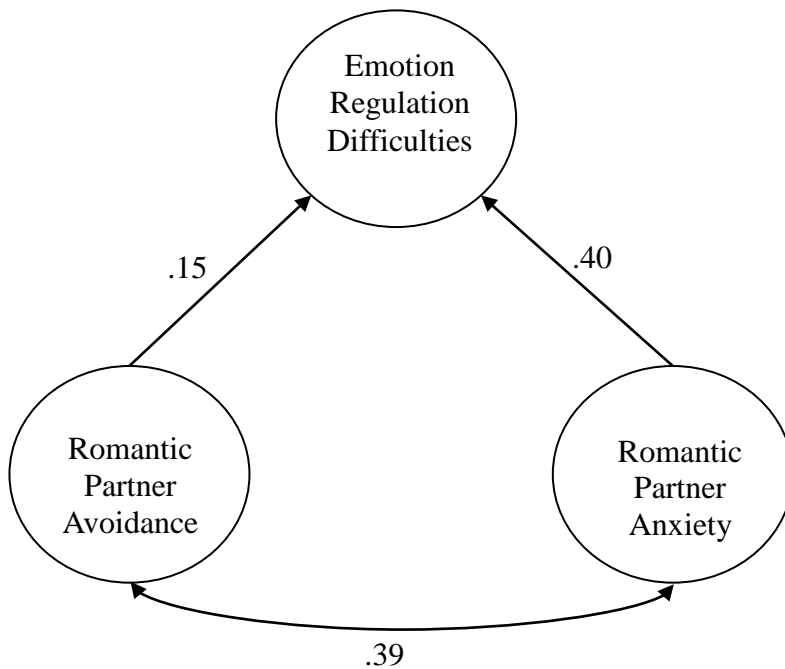 Emotion
Regulation
Difficulties
.15
.40
Romantic
Partner
Avoidance
Romantic
Partner
Anxiety
.39